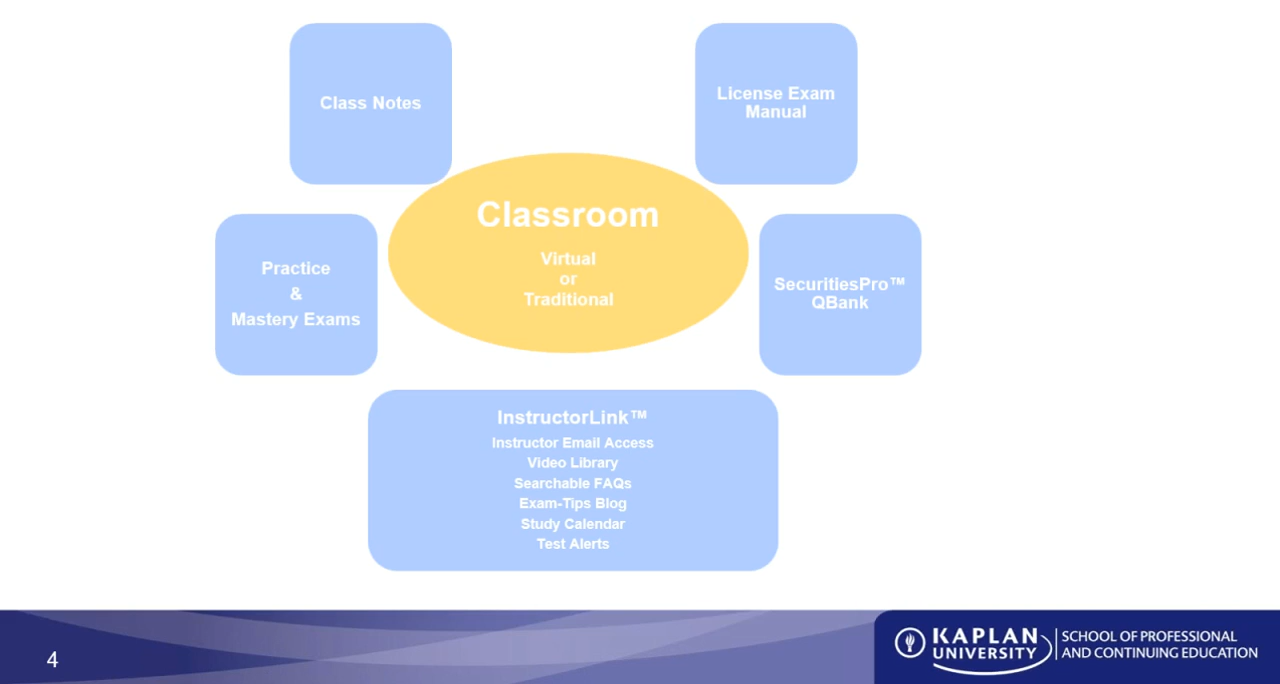 Class Notes
License Exam
Manual
Classroom
Virtual
or
Traditional
Practice
&
Mastery Exams
SecuritiesPro™
QBank
InstructorLink™
Instructor Email Access
Video Library
Searchable FAQs
Exam-Tips Blog
Study Calendar
Test Alerts
4
KAPLAN
UNIVERSITY
SCHOOL OF PROFESSIONAL
AND CONTINUING EDUCATION